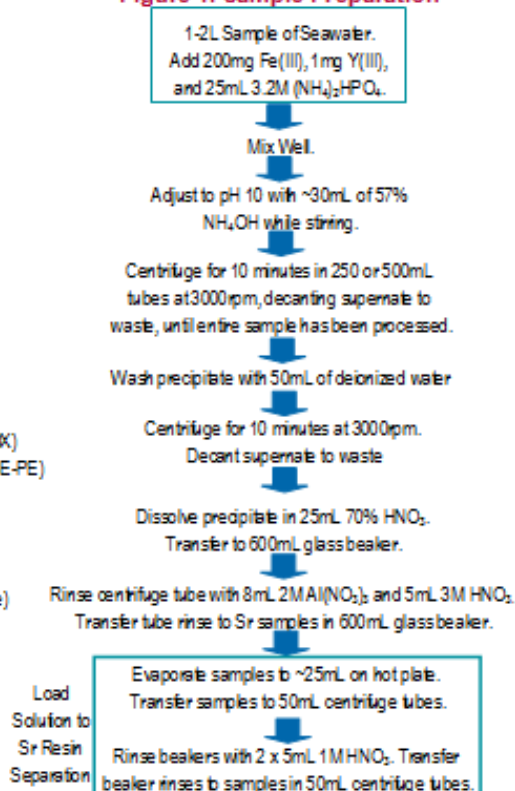 Figure 1. Sample Preparation
1-2L Sample of Seawater.
Add 200mg Fe(III), 1mg Y(III),
and 25mL 3.2M (NH₄)₂HPO₄.
Mix Well.
Adjust to pH 10 with ~30mL of 57%
NH₄OH while stirring.
Centrifuge for 10 minutes in 250 or 500mL
tubes at 3000rpm, decanting supernate to
waste, until entire sample has been processed.
Wash precipitate with 50mL of deionized water
X)
E-PE)
Centrifuge for 10 minutes at 3000rpm.
Decant supernate to waste
Dissolve precipitate in 25mL 70% HNO₃.
Transfer to 600mL glass beaker.
)
Rinse centrifuge tube with 8mL 2M Al(NO₃)₃ and 5mL 3M HNO₃.
Transfer tube rinse to Sr samples in 600mL glass beaker.
Evaporate samples to ~25mL on hot plate.
Transfer samples to 50mL centrifuge tubes.
Load
Solution to
Sr Resin
Separation
Rinse beakers with 2 x 5mL 1M HNO₃. Transfer
beaker rinses to samples in 50mL centrifuge tubes.